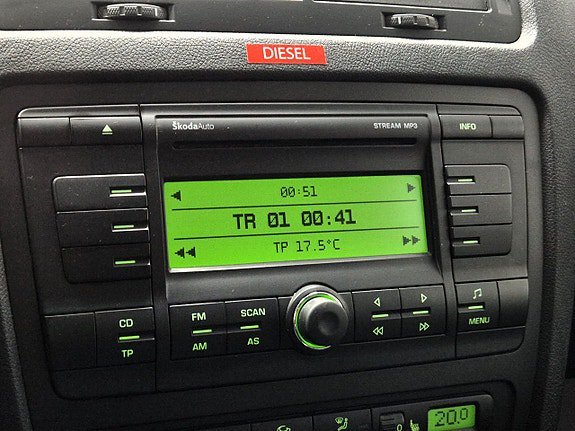 DIESEL
ŠkodaAuto STREAM MP3 INFO
00:51
TR 01 00:41
TP 17.5°C
CD FM SCAN
TP AM AS MENU
20.0